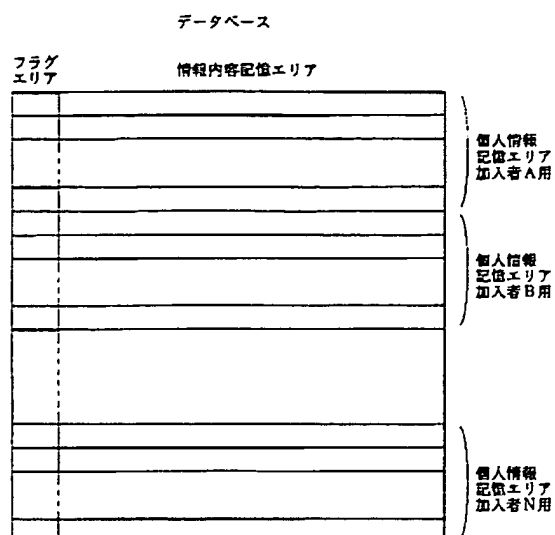 データベース
フラグ
エリア
情報内容記憶エリア
個人情報
記憶エリア
加入者A用
個人情報
記憶エリア
加入者B用
個人情報
記憶エリア
加入者N用